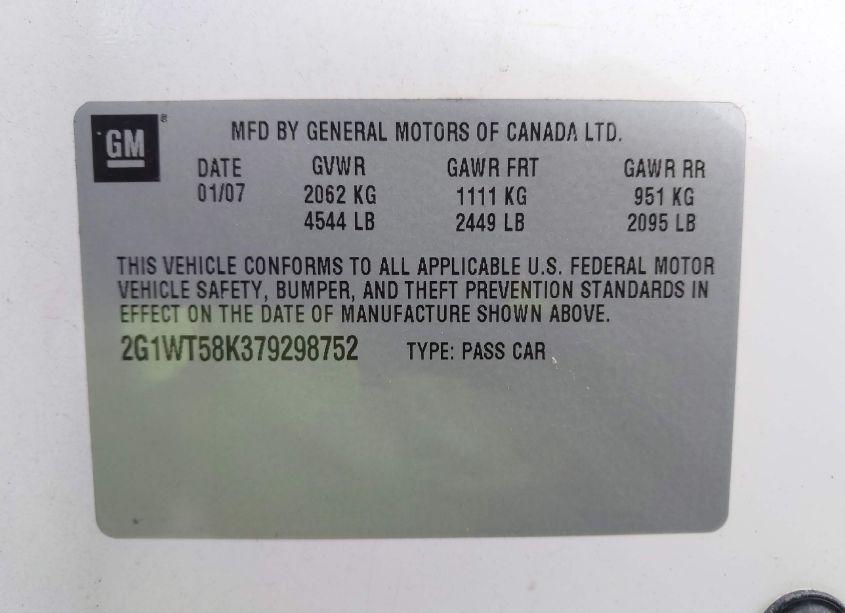 GM
MFD BY GENERAL MOTORS OF CANADA LTD.
DATE GVWR GAWR FRT GAWR RR
01/07 2062 KG 1111 KG 951 KG
4544 LB 2449 LB 2095 LB
THIS VEHICLE CONFORMS TO ALL APPLICABLE U.S. FEDERAL MOTOR
VEHICLE SAFETY, BUMPER, AND THEFT PREVENTION STANDARDS IN
EFFECT ON THE DATE OF MANUFACTURE SHOWN ABOVE.
2G1WT58K379298752 TYPE: PASS CAR